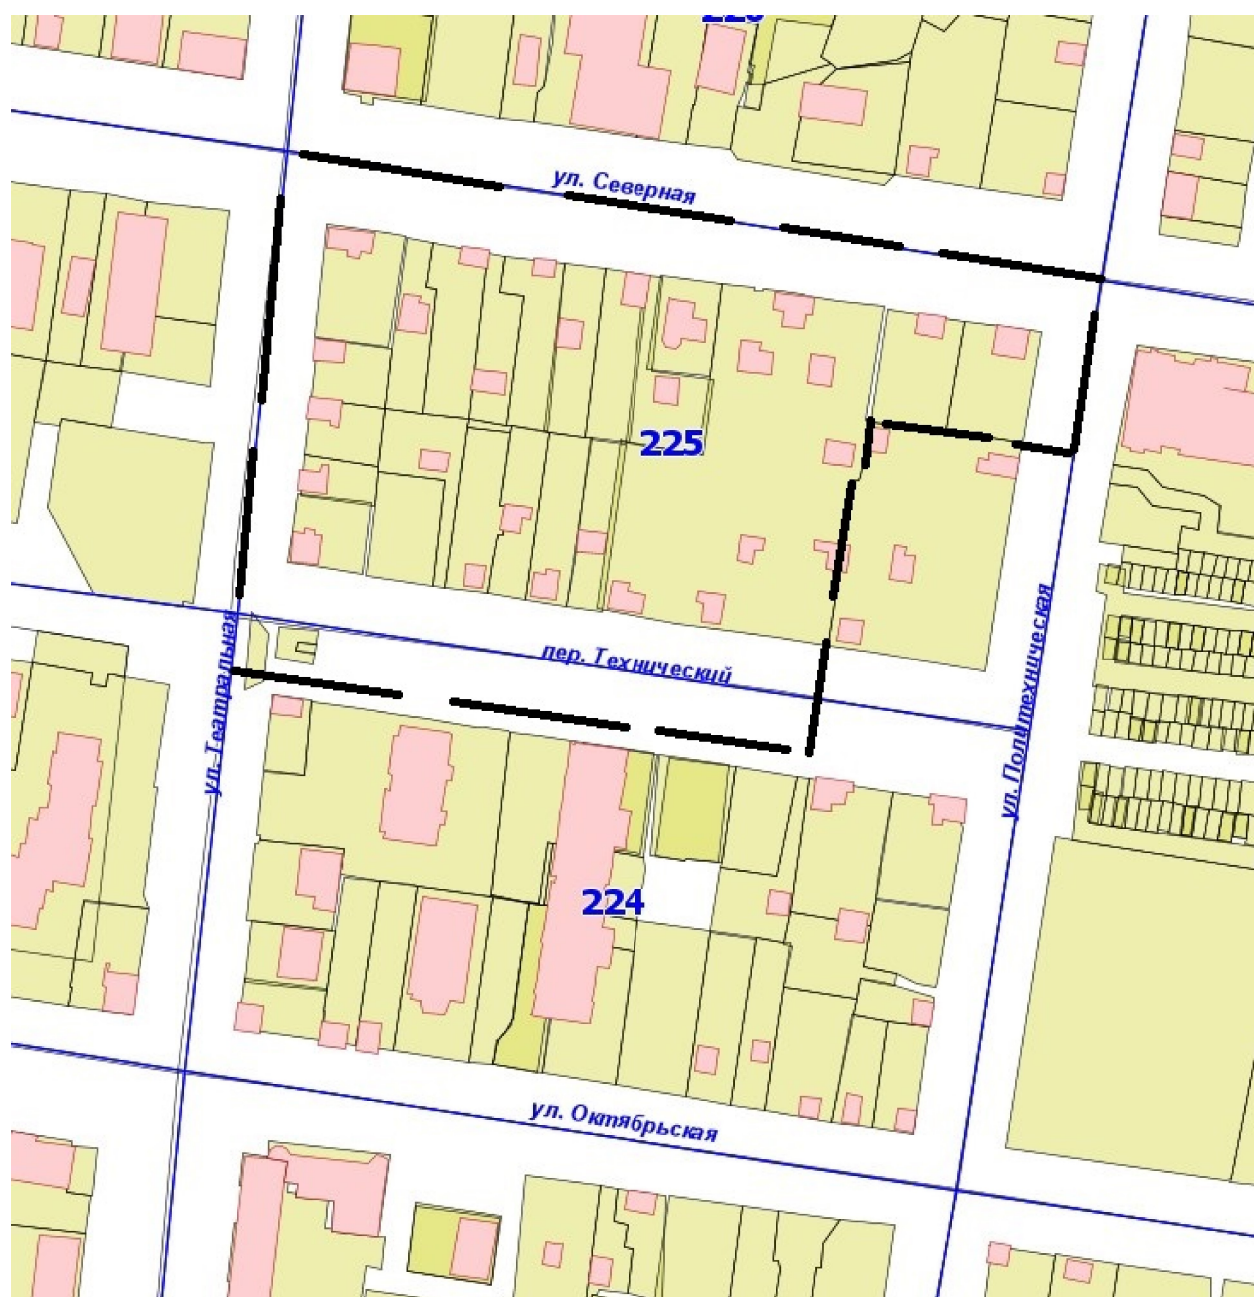 ул. Северная
225
пер. Технический
ул. Театральная
ул. Политехническая
224
ул. Октябрьская